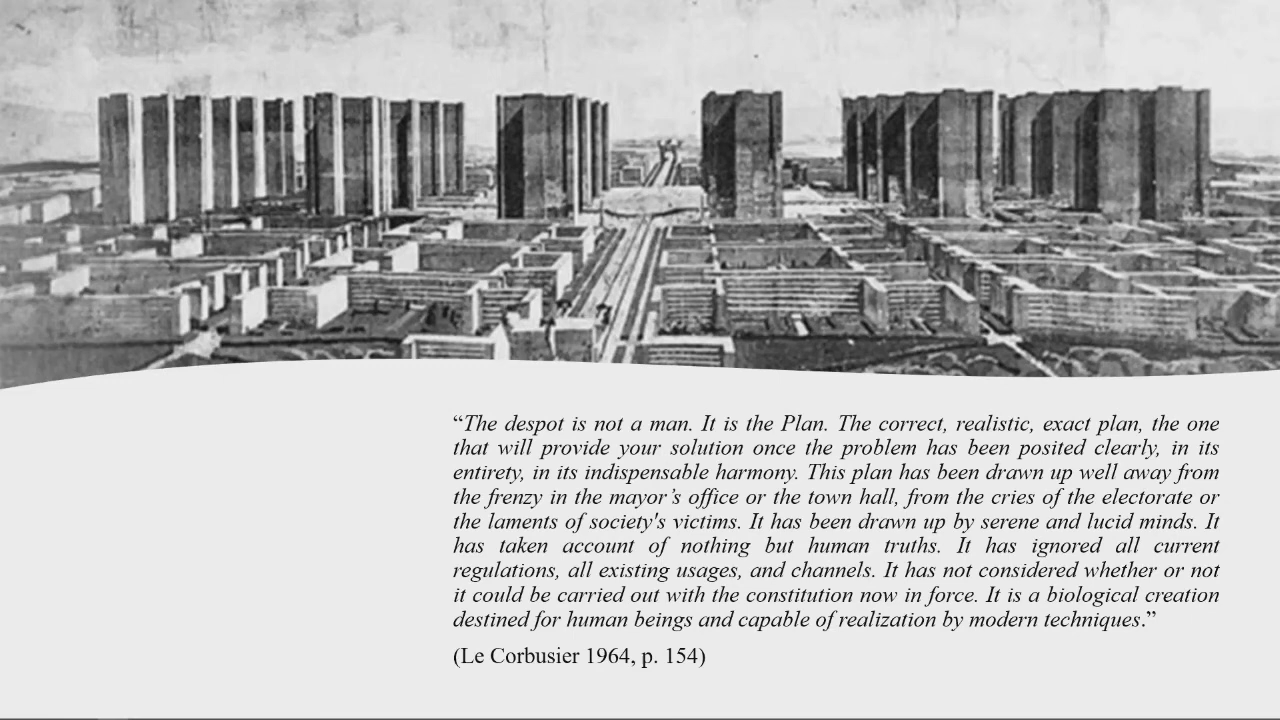 “The despot is not a man. It is the Plan. The correct, realistic, exact plan, the one
that will provide your solution once the problem has been posited clearly, in its
entirety, in its indispensable harmony. This plan has been drawn up well away from
the frenzy in the mayor’s office or the town hall, from the cries of the electorate or
the laments of society's victims. It has been drawn up by serene and lucid minds. It
has taken account of nothing but human truths. It has ignored all current
regulations, all existing usages, and channels. It has not considered whether or not
it could be carried out with the constitution now in force. It is a biological creation
destined for human beings and capable of realization by modern techniques.”
(Le Corbusier 1964, p. 154)